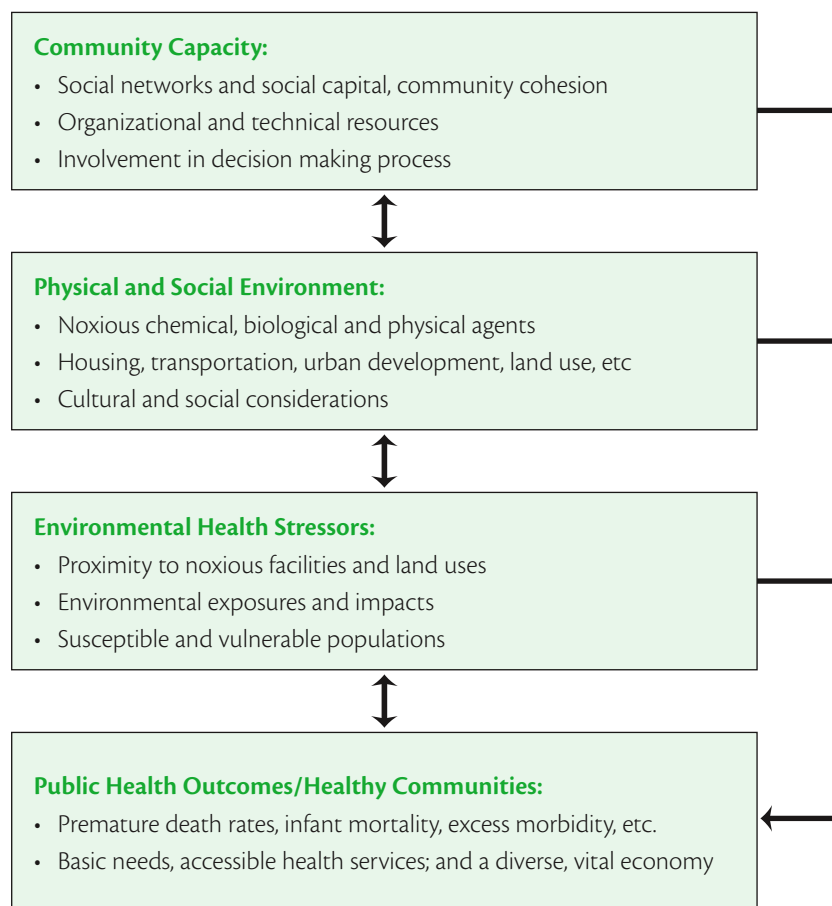 Community Capacity:
• Social networks and social capital, community cohesion
• Organizational and technical resources
• Involvement in decision making process
Physical and Social Environment:
• Noxious chemical, biological and physical agents
• Housing, transportation, urban development, land use, etc
• Cultural and social considerations
Environmental Health Stressors:
• Proximity to noxious facilities and land uses
• Environmental exposures and impacts
• Susceptible and vulnerable populations
Public Health Outcomes/Healthy Communities:
• Premature death rates, infant mortality, excess morbidity, etc.
• Basic needs, accessible health services; and a diverse, vital economy